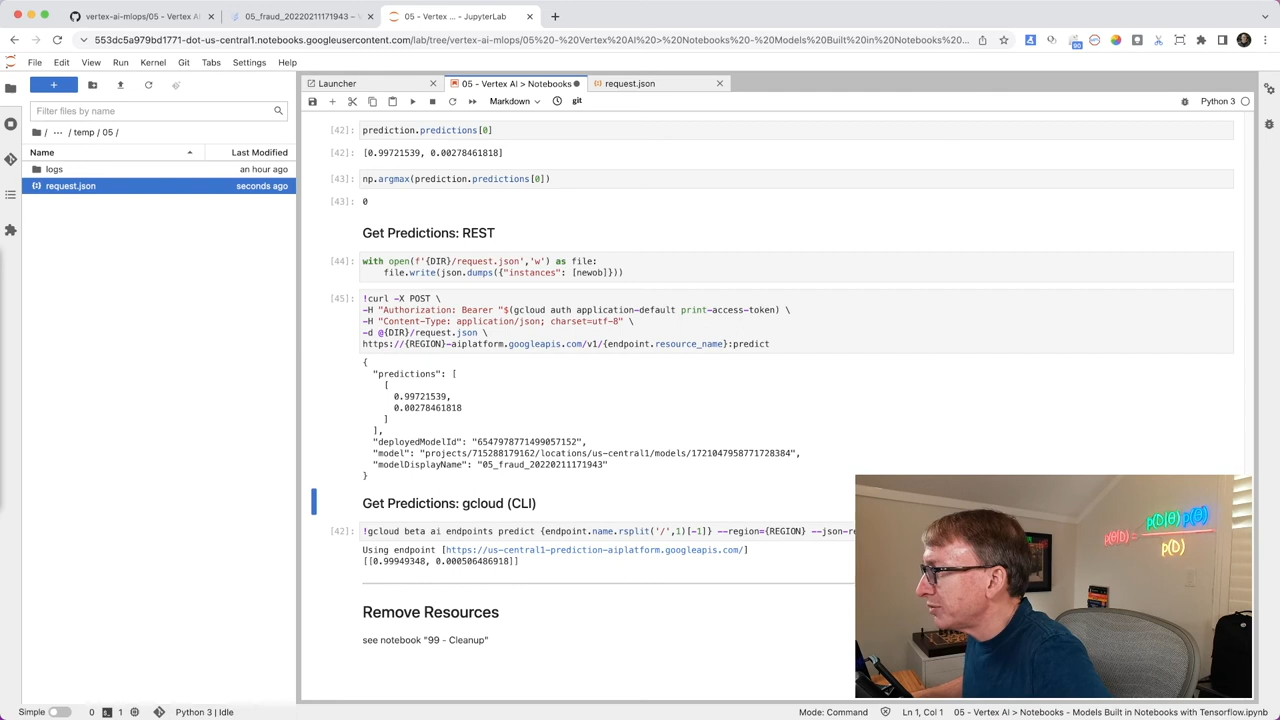 vertex-ai-mlops/05 - Vertex AI
05_fraud_20220211171943 – V
05 - Vertex ... - JupyterLab
553dc5a979bd1771-dot-us-central1.notebooks.googleusercontent.com/lab/tree/vertex-ai-mlops/05%20-%20Vertex%20AI%20>%20Notebooks%20-%20Models%20Built%20in%20Notebooks%20...
File Edit View Run Kernel Git Tabs Settings Help
Launcher
05 - Vertex AI > Notebooks
request.json
Markdown
git
Python 3
Filter files by name
/ ... / temp / 05 /
Name Last Modified
logs an hour ago
request.json seconds ago
[42]: prediction.predictions[0]
[42]: [0.99721539, 0.00278461818]
[43]: np.argmax(prediction.predictions[0])
[43]: 0
Get Predictions: REST
[44]: with open(f'{DIR}/request.json','w') as file:
file.write(json.dumps({"instances": [newob]}))
[45]: !curl -X POST \
-H "Authorization: Bearer "$(gcloud auth application-default print-access-token) \
-H "Content-Type: application/json; charset=utf-8" \
-d @{DIR}/request.json \
https://{REGION}-aiplatform.googleapis.com/v1/{endpoint.resource_name}:predict
{
"predictions": [
[
0.99721539,
0.00278461818
]
],
"deployedModelId": "6547978771499057152",
"model": "projects/715288179162/locations/us-central1/models/1721047958771728384",
"modelDisplayName": "05_fraud_20220211171943"
}
Get Predictions: gcloud (CLI)
[42]: !gcloud beta ai endpoints predict {endpoint.name.rsplit('/',1)[-1]} --region={REGION} --json-re
Using endpoint [https://us-central1-prediction-aiplatform.googleapis.com/]
[[0.99949348, 0.000506486918]]
Remove Resources
see notebook "99 - Cleanup"
p(θ|D)= p(D|θ) p(θ)
p(D)
Simple 0 1 Python 3 | Idle
Mode: Command Ln 1, Col 1 05 - Vertex AI > Notebooks - Models Built in Notebooks with Tensorflow.ipynb